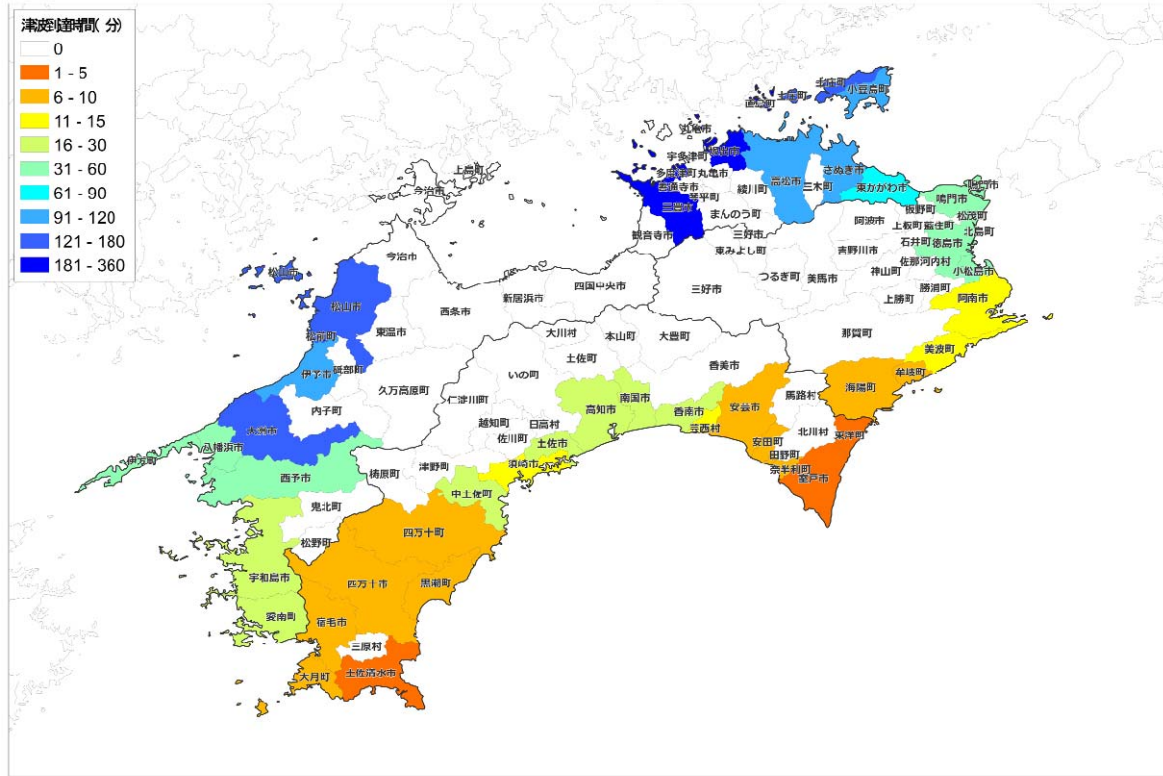 津波到達時間(分)
0
1 - 5
6 - 10
11 - 15
16 - 30
31 - 60
61 - 90
91 - 120
121 - 180
181 - 360
土庄町
小豆島町
直島町
土庄町
丸亀市
宇多津町
坂出市
多度津町
丸亀市
善通寺市
琴平町
綾川町
高松市
三木町
さぬき市
東かがわ市
三豊市
まんのう町
観音寺市
鳴門市
鳴門市
板野町
松茂町
阿波市
上板町
藍住町
北島町
三好市
東みよし町
吉野川市
石井町
徳島市
佐那河内村
神山町
小松島市
つるぎ町
美馬市
三好市
勝浦町
上勝町
阿南市
那賀町
美波町
牟岐町
海陽町
上島町
今治市
今治市
松山市
松山市
四国中央市
新居浜市
西条市
東温市
松前町
伊予市
砥部町
久万高原町
内子町
大洲市
八幡浜市
伊方町
西予市
鬼北町
松野町
宇和島市
愛南町
大川村
本山町
大豊町
土佐町
香美市
いの町
仁淀川町
南国市
高知市
香南市
芸西村
安芸市
馬路村
北川村
東洋町
安田町
田野町
奈半利町
室戸市
越知町
日高村
佐川町
土佐市
須崎市
津野町
梼原町
中土佐町
四万十町
四万十市
黒潮町
宿毛市
三原村
大月町
土佐清水市